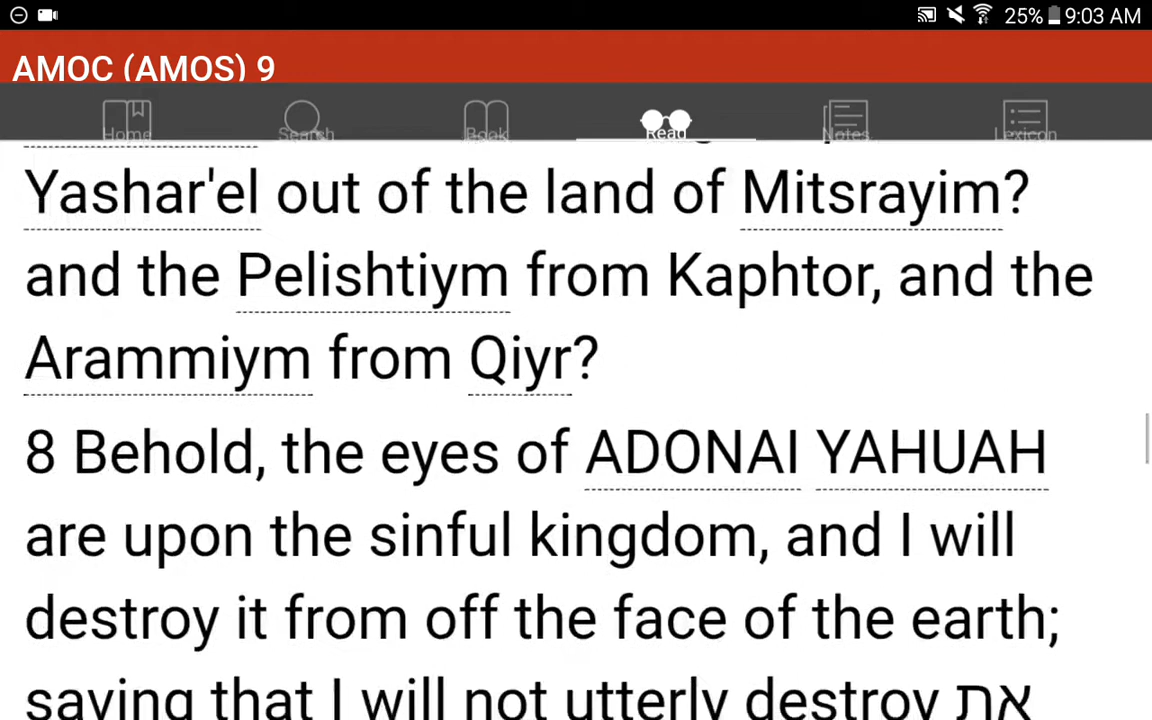 25% 9:03 AM
AMOC (AMOS) 9
Home Search Book Read Notes Lexicon
Yashar'el out of the land of Mitsrayim?
and the Pelishtiym from Kaphtor, and the
Arammiym from Qiyr?
8 Behold, the eyes of ADONAI YAHUAH
are upon the sinful kingdom, and I will
destroy it from off the face of the earth;
saving that I will not utterly destroy את